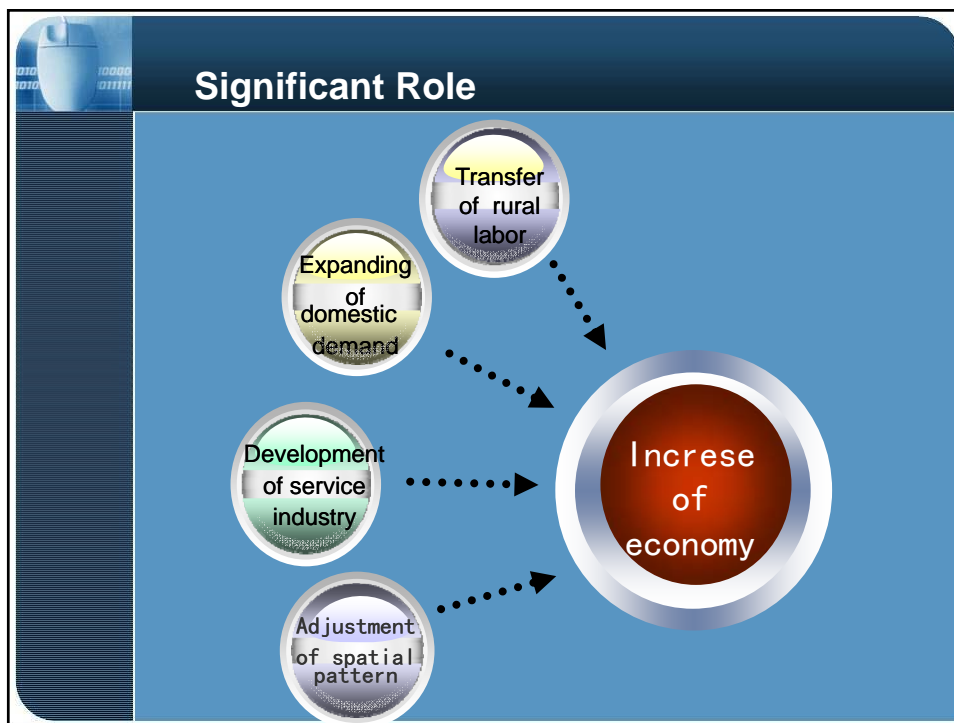 Significant Role
Transfer
of rural
labor
Expanding
of
domestic
demand
Development
of service
industry
Adjustment
of spatial
pattern
Increse
of
economy